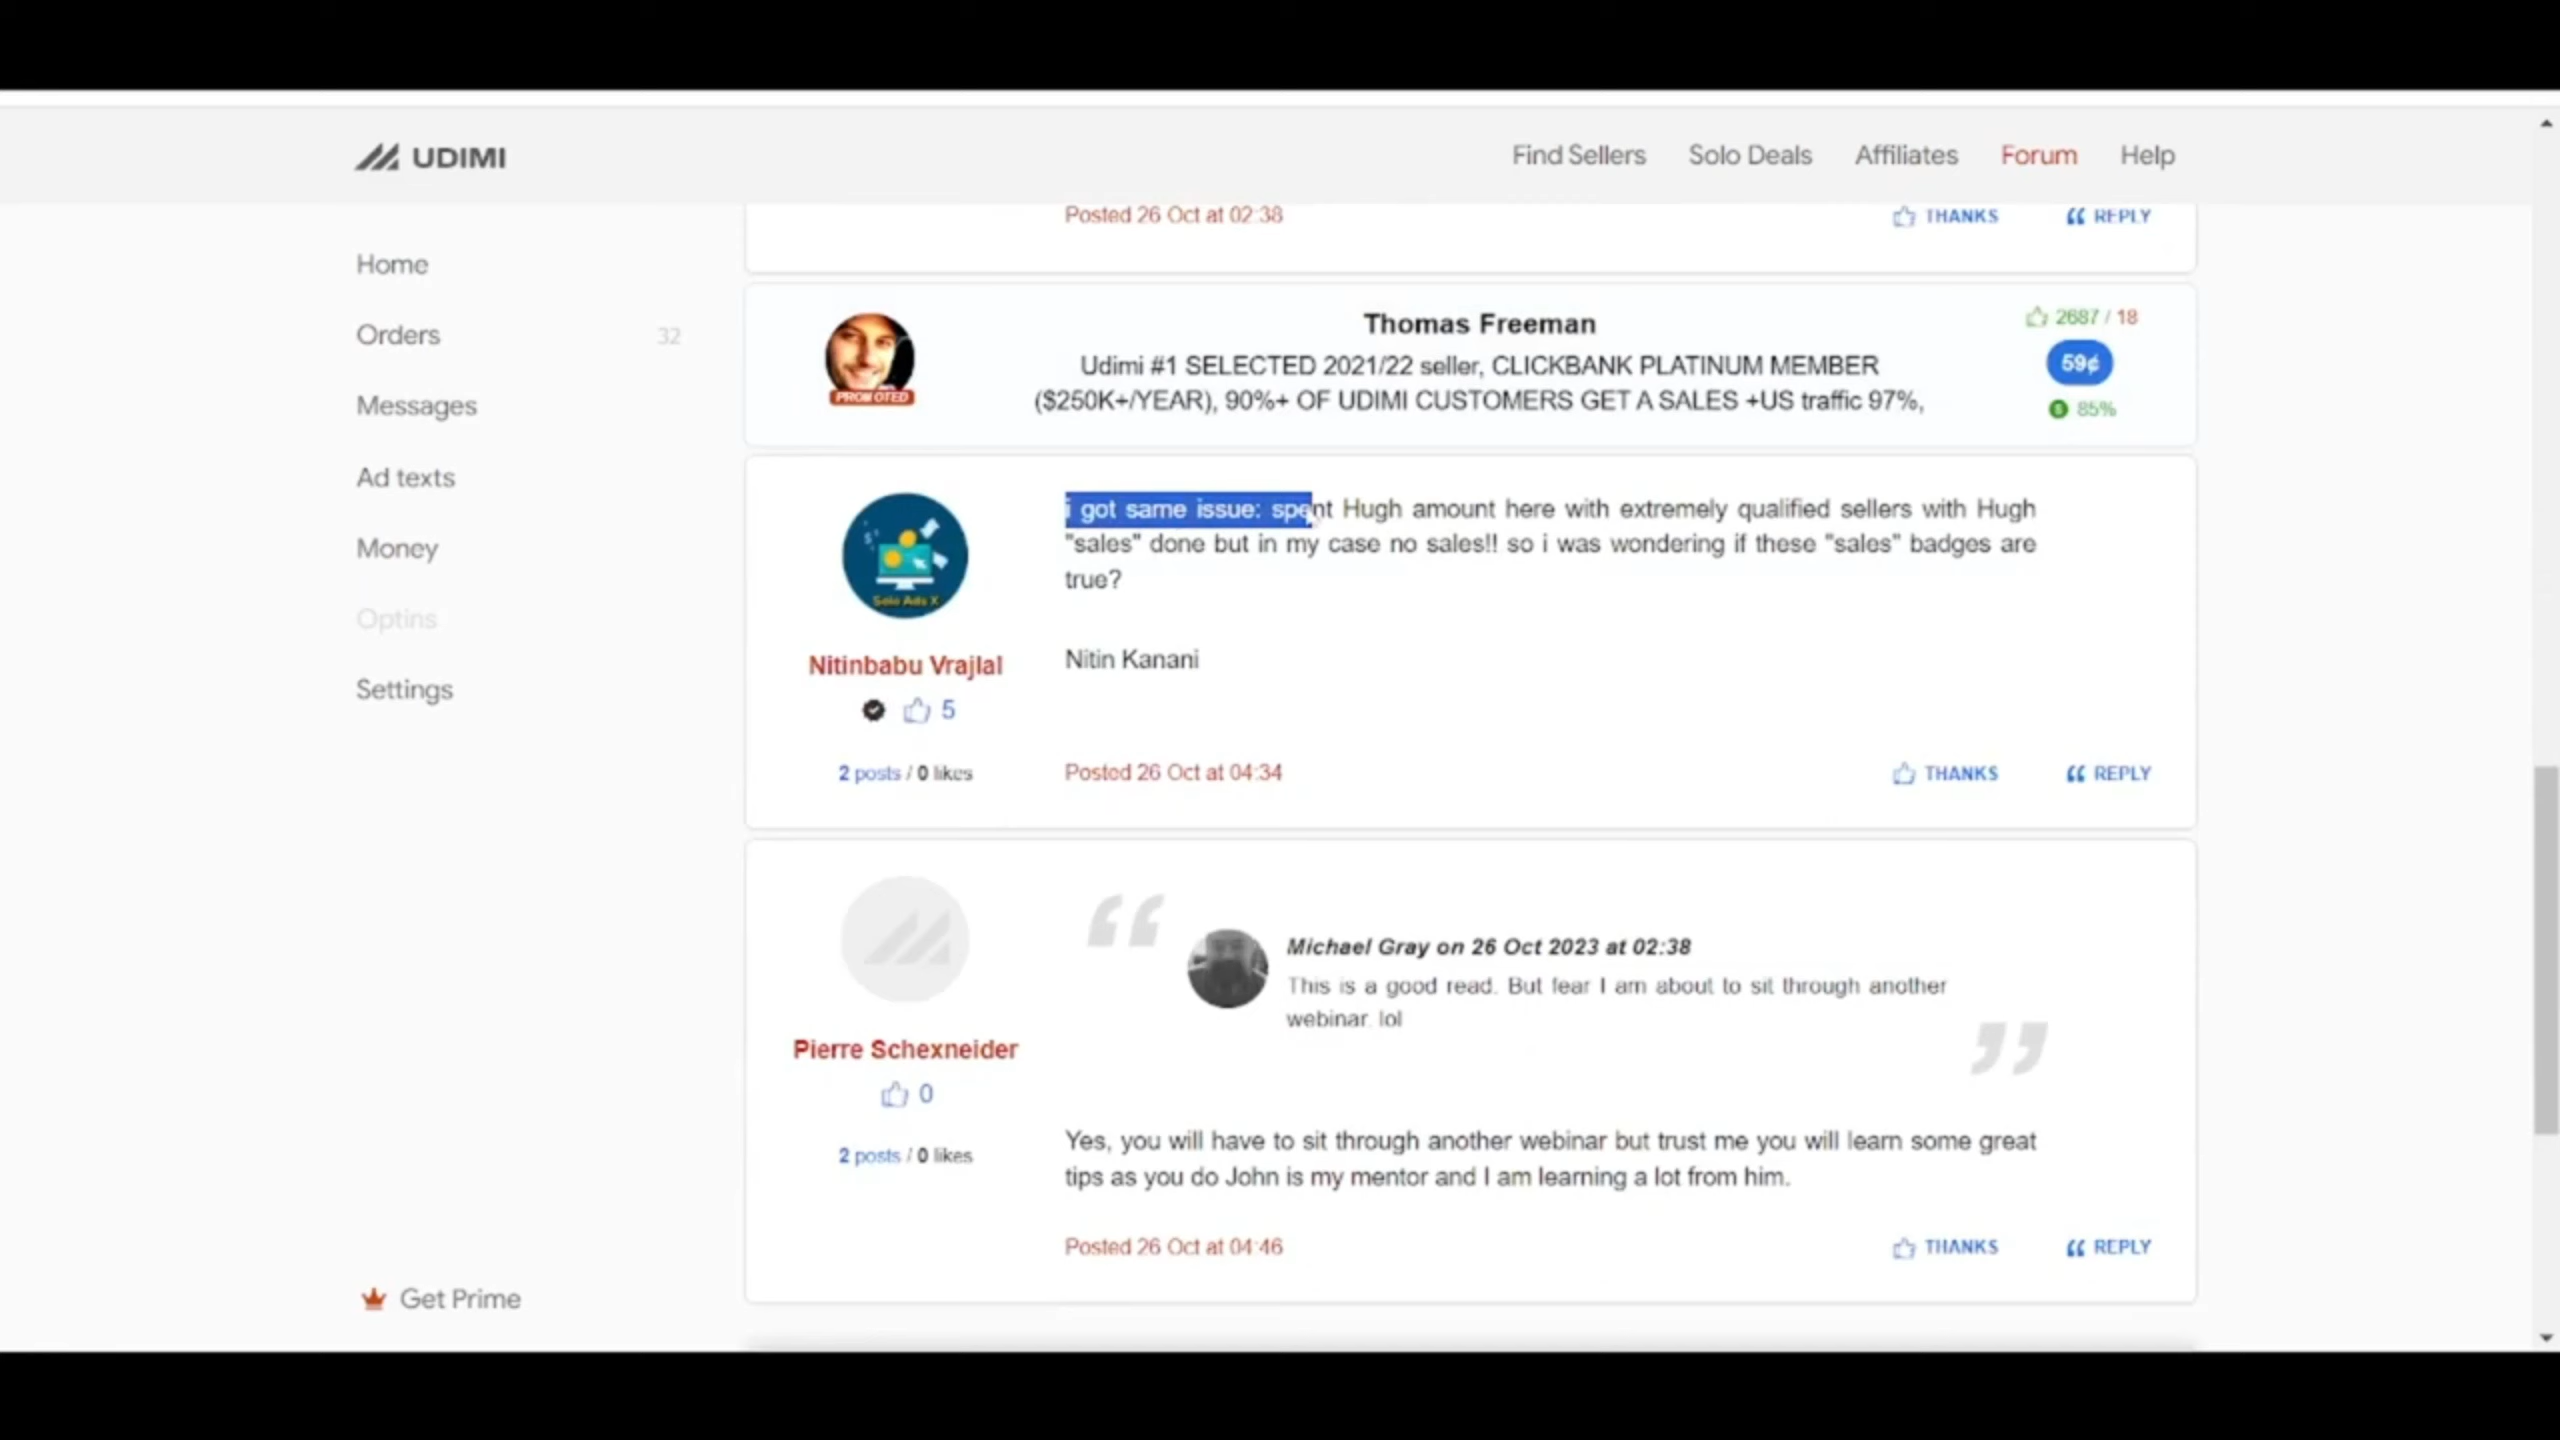 UDIMI
Find Sellers
Solo Deals
Affiliates
Forum
Help
Home
Orders
32
Messages
Ad texts
Money
Optins
Settings
Get Prime
Posted 26 Oct at 02:38
THANKS
REPLY
PROMOTED
Thomas Freeman
Udimi #1 SELECTED 2021/22 seller, CLICKBANK PLATINUM MEMBER
($250K+/YEAR), 90%+ OF UDIMI CUSTOMERS GET A SALES +US traffic 97%,
2687 / 18
59¢
85%
Solo Ads X
Nitinbabu Vrajlal
5
2 posts / 0 likes
i got same issue: spent Hugh amount here with extremely qualified sellers with Hugh
"sales" done but in my case no sales!! so i was wondering if these "sales" badges are
true?
Nitin Kanani
Posted 26 Oct at 04:34
THANKS
REPLY
Pierre Schexneider
0
2 posts / 0 likes
Michael Gray on 26 Oct 2023 at 02:38
This is a good read. But fear I am about to sit through another
webinar. lol
Yes, you will have to sit through another webinar but trust me you will learn some great
tips as you do John is my mentor and I am learning a lot from him.
Posted 26 Oct at 04:46
THANKS
REPLY